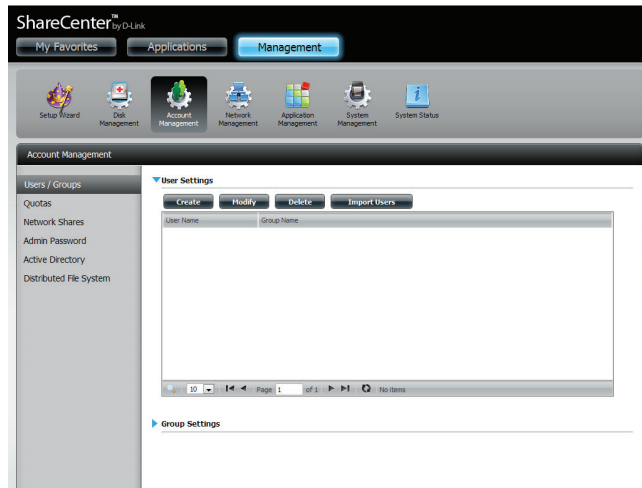 ShareCenter™ by D-Link
My Favorites Applications Management
Setup Wizard Disk Management Account Management Network Management Application Management System Management System Status
Account Management
Users / Groups
Quotas
Network Shares
Admin Password
Active Directory
Distributed File System
User Settings
Create Modify Delete Import Users
User Name Group Name
10 Page 1 of 1 No items
Group Settings